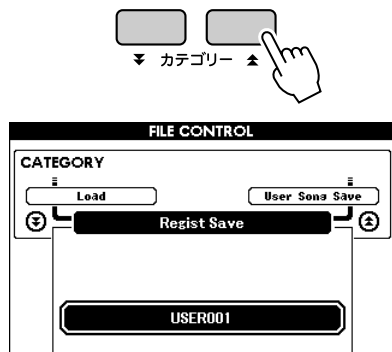 カテゴリー
FILE CONTROL
CATEGORY
Load
User Song Save
Regist Save
USER001